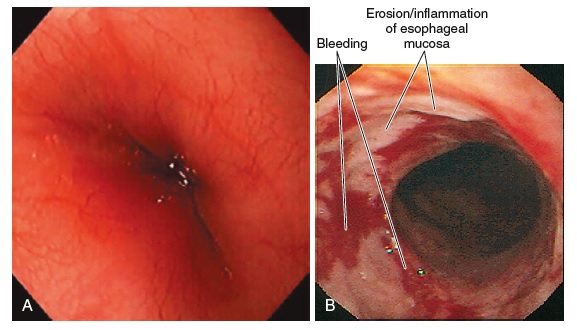 Erosion/inflammation
of esophageal
mucosa
Bleeding
A
B